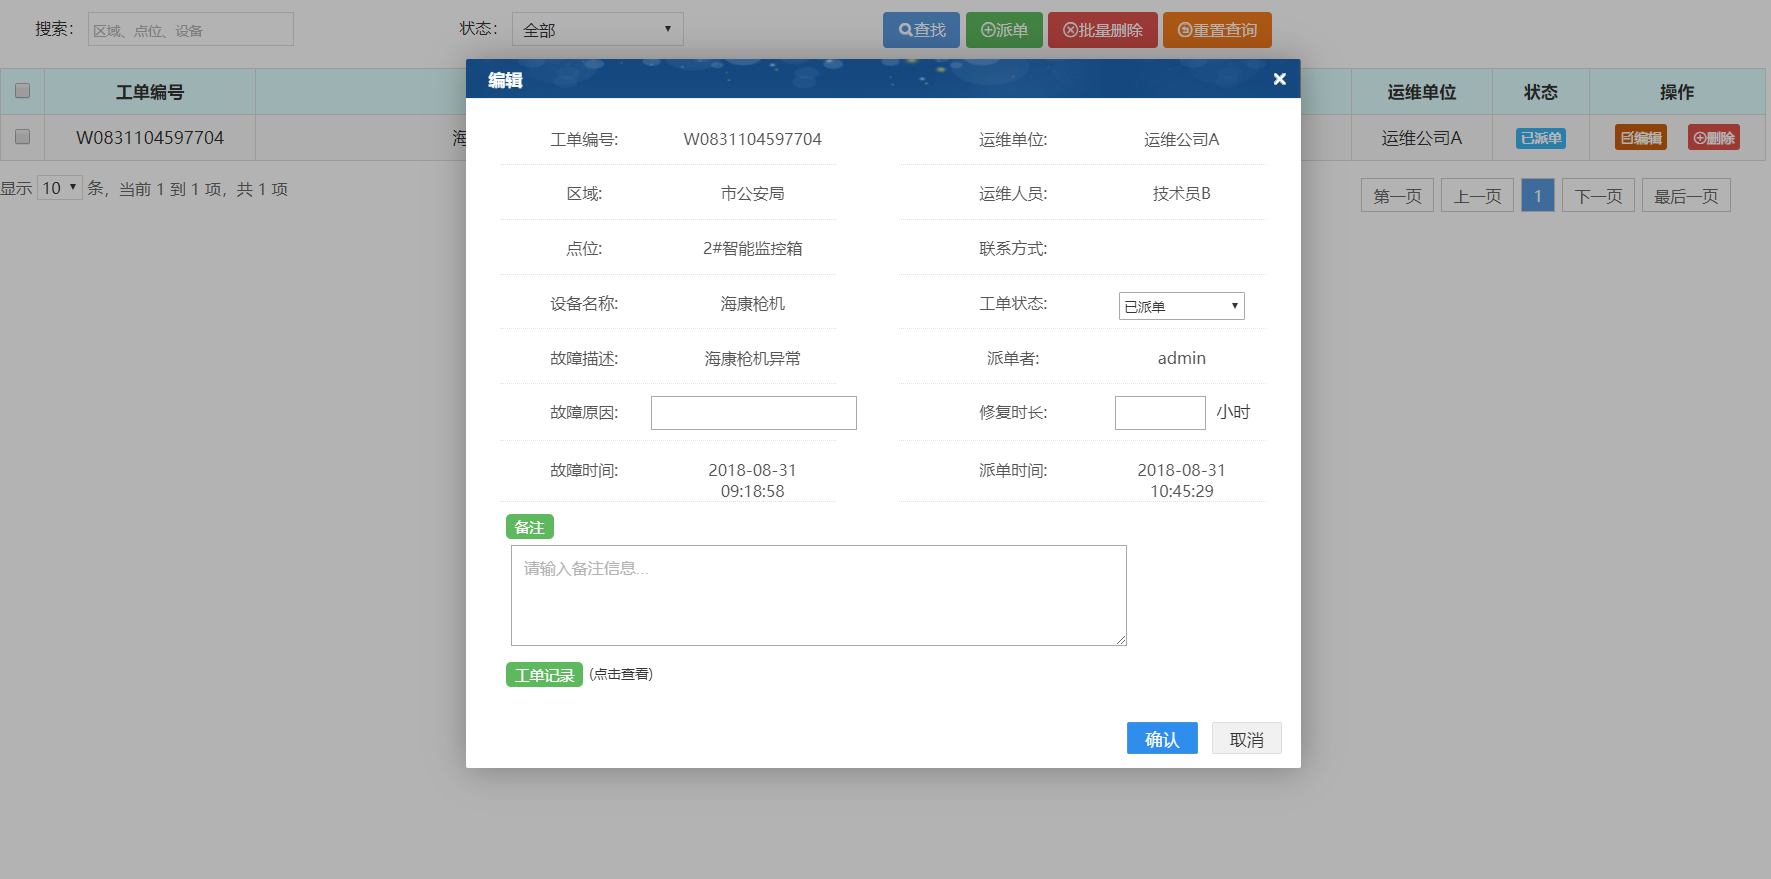 搜索： 区域、点位、设备 状态： 全部 查找 派单 批量删除 重置查询
编辑
工单编号 运维单位 状态 操作
W0831104597704 海 运维公司A 已派单 编辑 删除
显示 10 条，当前 1 到 1 项，共 1 项 第一页 上一页 1 下一页 最后一页
工单编号: W0831104597704 运维单位: 运维公司A
区域: 市公安局 运维人员: 技术员B
点位: 2#智能监控箱 联系方式:
设备名称: 海康枪机 工单状态: 已派单
故障描述: 海康枪机异常 派单者: admin
故障原因: 修复时长: 小时
故障时间: 2018-08-31 09:18:58 派单时间: 2018-08-31 10:45:29
备注
请输入备注信息...
工单记录 (点击查看)
确认 取消